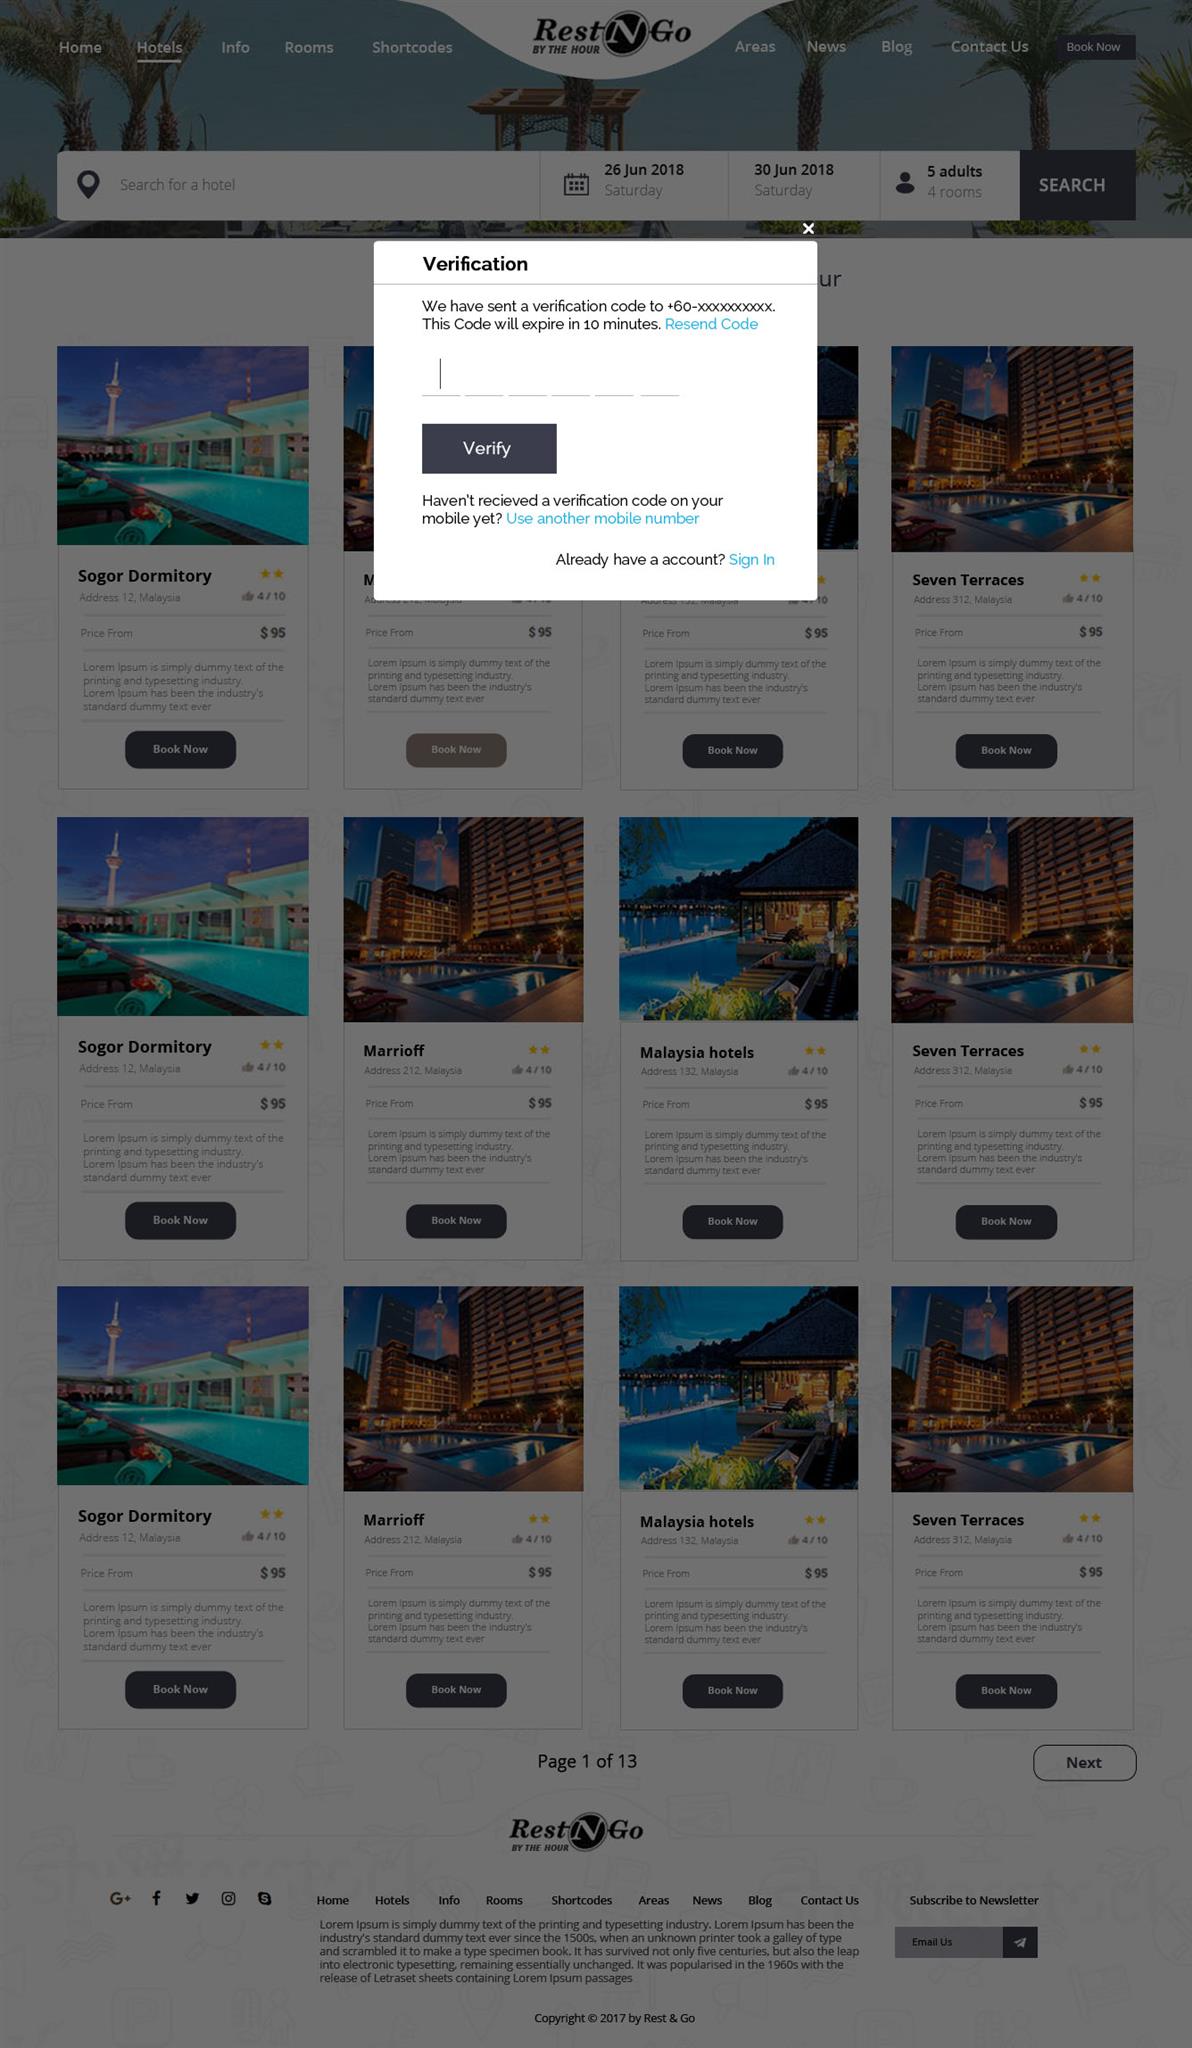 Home Hotels Info Rooms Shortcodes
Rest N Go
BY THE HOUR
Areas News Blog Contact Us Book Now
Search for a hotel
26 Jun 2018
Saturday
30 Jun 2018
Saturday
5 adults
4 rooms
SEARCH
ur
Verification
We have sent a verification code to +60-xxxxxxxxxx.
This Code will expire in 10 minutes. Resend Code
Verify
Haven't recieved a verification code on your
mobile yet? Use another mobile number
Already have a account? Sign In
Sogor Dormitory
Address 12, Malaysia 4 / 10
Price From $ 95
Lorem Ipsum is simply dummy text of the
printing and typesetting industry.
Lorem Ipsum has been the industry's
standard dummy text ever
Book Now
M
Address 212, Malaysia 4 / 10
Price From $ 95
Lorem Ipsum is simply dummy text of the
printing and typesetting industry.
Lorem Ipsum has been the industry's
standard dummy text ever
Book Now
Address 132, Malaysia 4 / 10
Price From $ 95
Lorem Ipsum is simply dummy text of the
printing and typesetting industry.
Lorem Ipsum has been the industry's
standard dummy text ever
Book Now
Seven Terraces
Address 312, Malaysia 4 / 10
Price From $ 95
Lorem Ipsum is simply dummy text of the
printing and typesetting industry.
Lorem Ipsum has been the industry's
standard dummy text ever
Book Now
Sogor Dormitory
Address 12, Malaysia 4 / 10
Price From $ 95
Lorem Ipsum is simply dummy text of the
printing and typesetting industry.
Lorem Ipsum has been the industry's
standard dummy text ever
Book Now
Marrioff
Address 212, Malaysia 4 / 10
Price From $ 95
Lorem Ipsum is simply dummy text of the
printing and typesetting industry.
Lorem Ipsum has been the industry's
standard dummy text ever
Book Now
Malaysia hotels
Address 132, Malaysia 4 / 10
Price From $ 95
Lorem Ipsum is simply dummy text of the
printing and typesetting industry.
Lorem Ipsum has been the industry's
standard dummy text ever
Book Now
Seven Terraces
Address 312, Malaysia 4 / 10
Price From $ 95
Lorem Ipsum is simply dummy text of the
printing and typesetting industry.
Lorem Ipsum has been the industry's
standard dummy text ever
Book Now
Sogor Dormitory
Address 12, Malaysia 4 / 10
Price From $ 95
Lorem Ipsum is simply dummy text of the
printing and typesetting industry.
Lorem Ipsum has been the industry's
standard dummy text ever
Book Now
Marrioff
Address 212, Malaysia 4 / 10
Price From $ 95
Lorem Ipsum is simply dummy text of the
printing and typesetting industry.
Lorem Ipsum has been the industry's
standard dummy text ever
Book Now
Malaysia hotels
Address 132, Malaysia 4 / 10
Price From $ 95
Lorem Ipsum is simply dummy text of the
printing and typesetting industry.
Lorem Ipsum has been the industry's
standard dummy text ever
Book Now
Seven Terraces
Address 312, Malaysia 4 / 10
Price From $ 95
Lorem Ipsum is simply dummy text of the
printing and typesetting industry.
Lorem Ipsum has been the industry's
standard dummy text ever
Book Now
Page 1 of 13
Next
Rest N Go
BY THE HOUR
Home Hotels Info Rooms Shortcodes Areas News Blog Contact Us
Lorem Ipsum is simply dummy text of the printing and typesetting industry. Lorem Ipsum has been the
industry's standard dummy text ever since the 1500s, when an unknown printer took a galley of type
and scrambled it to make a type specimen book. It has survived not only five centuries, but also the leap
into electronic typesetting, remaining essentially unchanged. It was popularised in the 1960s with the
release of Letraset sheets containing Lorem Ipsum passages
Subscribe to Newsletter
Email Us
Copyright © 2017 by Rest & Go